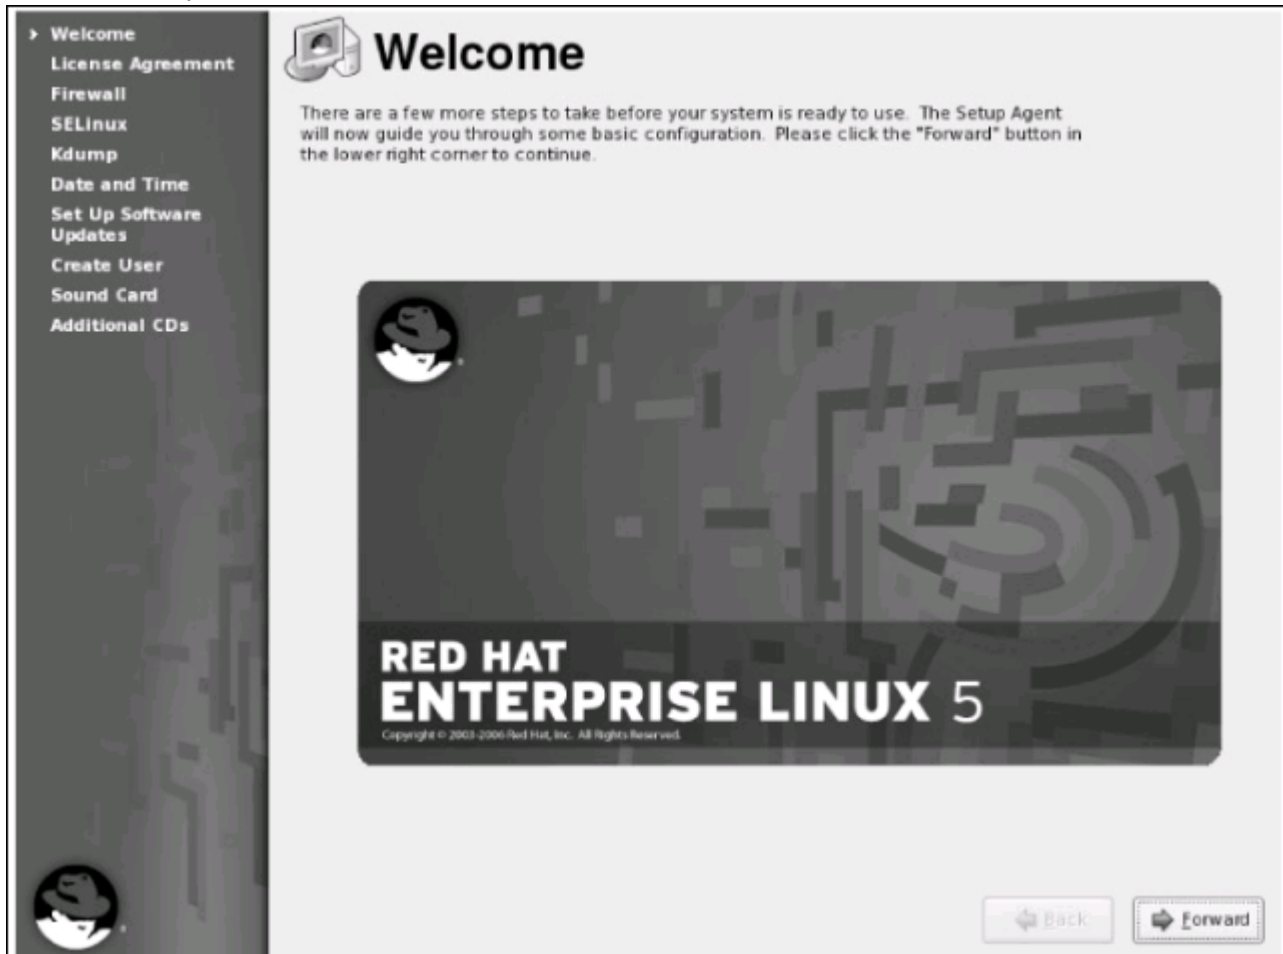 Welcome
License Agreement
Firewall
SELinux
Kdump
Date and Time
Set Up Software
Updates
Create User
Sound Card
Additional CDs
Welcome
There are a few more steps to take before your system is ready to use. The Setup Agent
will now guide you through some basic configuration. Please click the "Forward" button in
the lower right corner to continue.
RED HAT
ENTERPRISE LINUX 5
Copyright © 2003-2006 Red Hat, Inc. All Rights Reserved.
Back
Forward